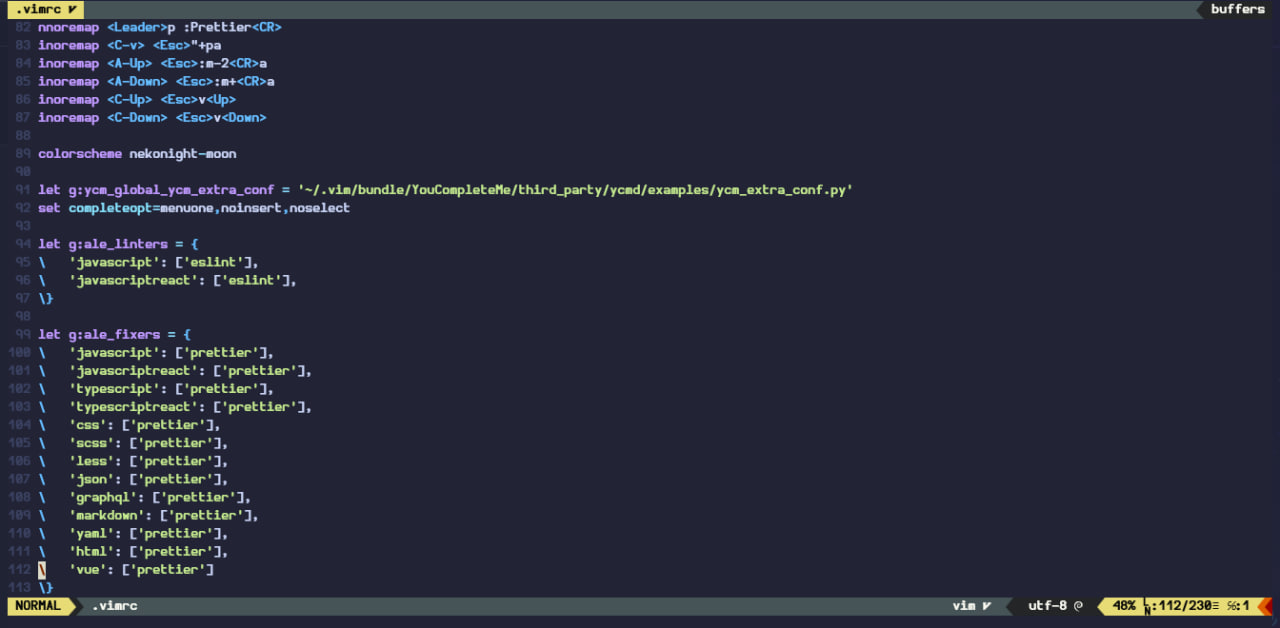 .vimrc buffers
82 nnoremap <Leader>p :Prettier<CR>
83 inoremap <C-v> <Esc>"+pa
84 inoremap <A-Up> <Esc>:m-2<CR>a
85 inoremap <A-Down> <Esc>:m+<CR>a
86 inoremap <C-Up> <Esc>v<Up>
87 inoremap <C-Down> <Esc>v<Down>
88
89 colorscheme nekonight-moon
90
91 let g:ycm_global_ycm_extra_conf = '~/.vim/bundle/YouCompleteMe/third_party/ycmd/examples/ycm_extra_conf.py'
92 set completeopt=menuone,noinsert,noselect
93
94 let g:ale_linters = {
95 \   'javascript': ['eslint'],
96 \   'javascriptreact': ['eslint'],
97 \}
98
99 let g:ale_fixers = {
100 \   'javascript': ['prettier'],
101 \   'javascriptreact': ['prettier'],
102 \   'typescript': ['prettier'],
103 \   'typescriptreact': ['prettier'],
104 \   'css': ['prettier'],
105 \   'scss': ['prettier'],
106 \   'less': ['prettier'],
107 \   'json': ['prettier'],
108 \   'graphql': ['prettier'],
109 \   'markdown': ['prettier'],
110 \   'yaml': ['prettier'],
111 \   'html': ['prettier'],
112 \   'vue': ['prettier']
113 \}
NORMAL .vimrc vim utf-8 48% :112/230≡ ℅:1